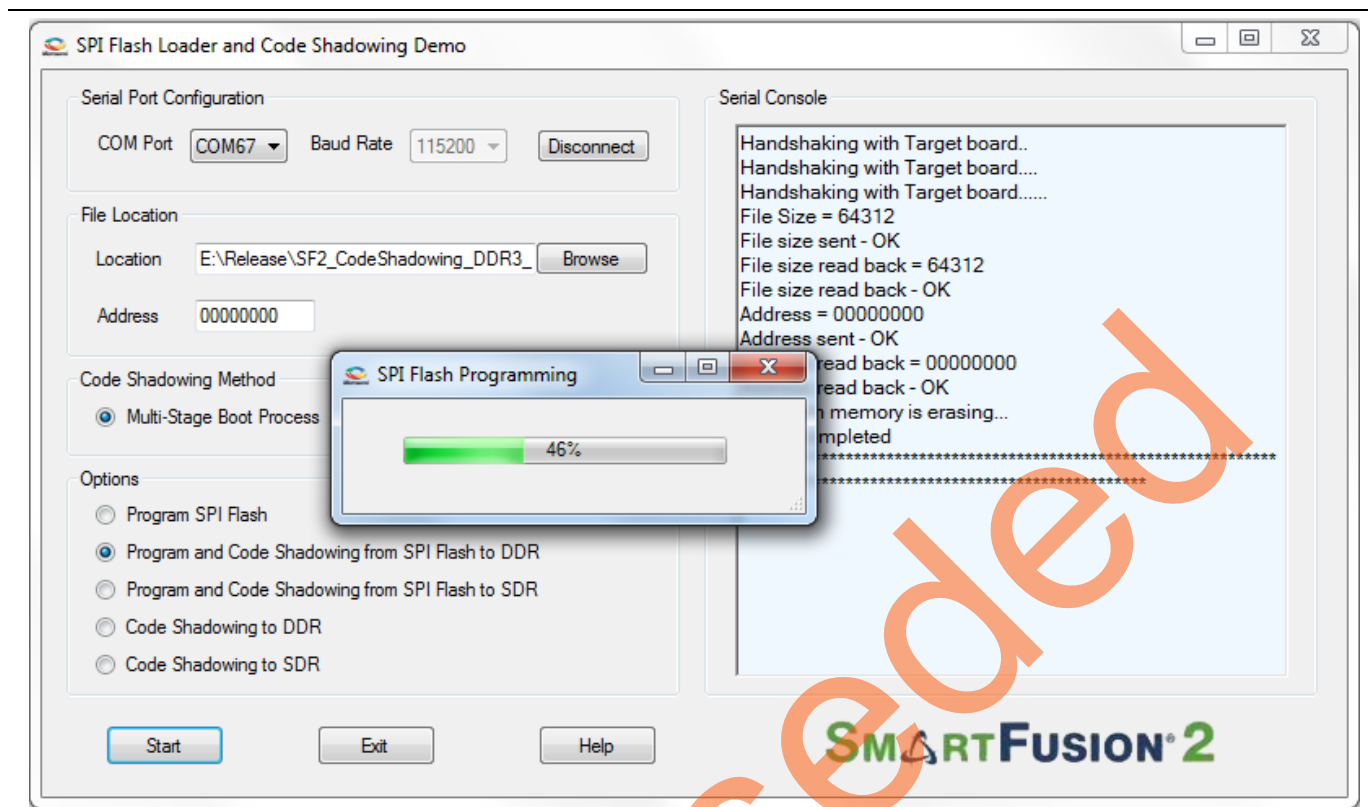 SPI Flash Loader and Code Shadowing Demo
Serial Port Configuration
COM Port COM67 Baud Rate 115200 Disconnect
File Location
Location E:\Release\SF2_CodeShadowing_DDR3_ Browse
Address 00000000
Code Shadowing Method
Multi-Stage Boot Process
Options
Program SPI Flash
Program and Code Shadowing from SPI Flash to DDR
Program and Code Shadowing from SPI Flash to SDR
Code Shadowing to DDR
Code Shadowing to SDR
Start Exit Help
SPI Flash Programming
46%
Serial Console
Handshaking with Target board..
Handshaking with Target board....
Handshaking with Target board......
File Size = 64312
File size sent - OK
File size read back = 64312
File size read back - OK
Address = 00000000
Address sent - OK
read back = 00000000
read back - OK
memory is erasing...
mpleted
SMARTFUSION® 2
eded